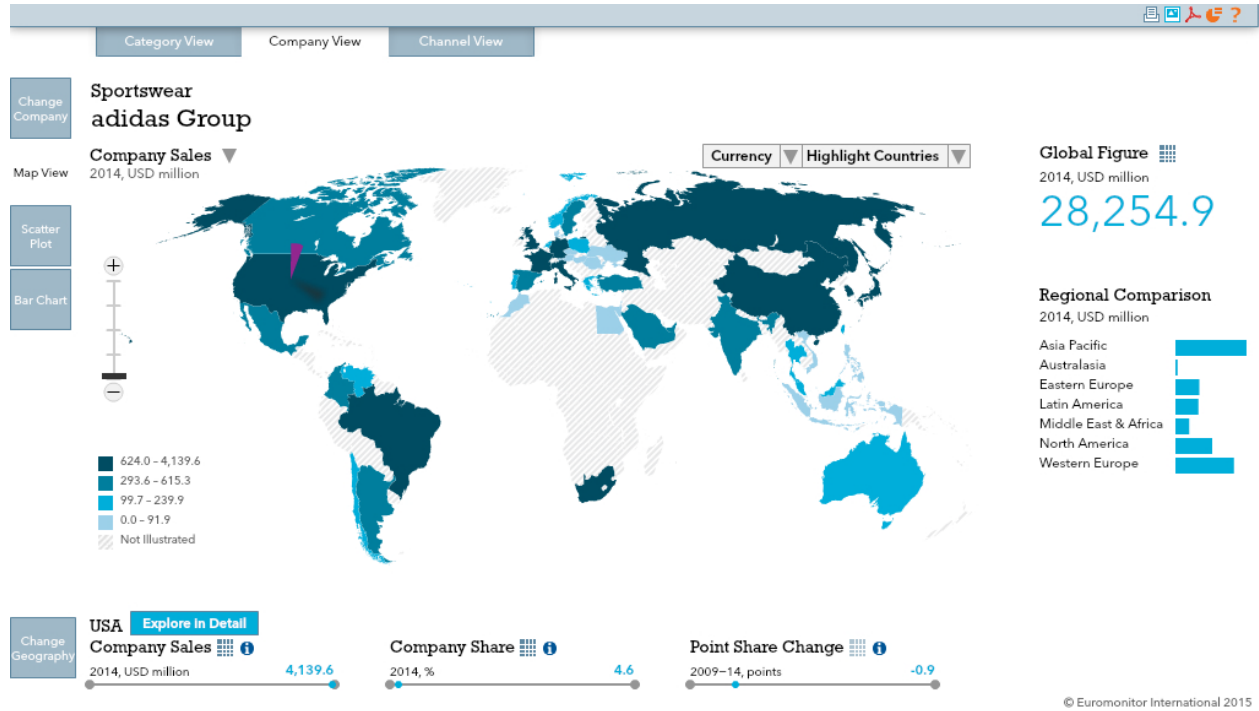 Category View
Company View
Channel View
Change
Company
Sportswear
adidas Group
Company Sales
2014, USD million
Map View
Scatter
Plot
Bar Chart
Currency
Highlight Countries
Global Figure
2014, USD million
28,254.9
Regional Comparison
2014, USD million
Asia Pacific
Australasia
Eastern Europe
Latin America
Middle East & Africa
North America
Western Europe
624.0 – 4,139.6
293.6 – 615.3
99.7 – 239.9
0.0 – 91.9
Not Illustrated
Change
Geography
USA
Explore in Detail
Company Sales
2014, USD million
4,139.6
Company Share
2014, %
4.6
Point Share Change
2009–14, points
-0.9
© Euromonitor International 2015